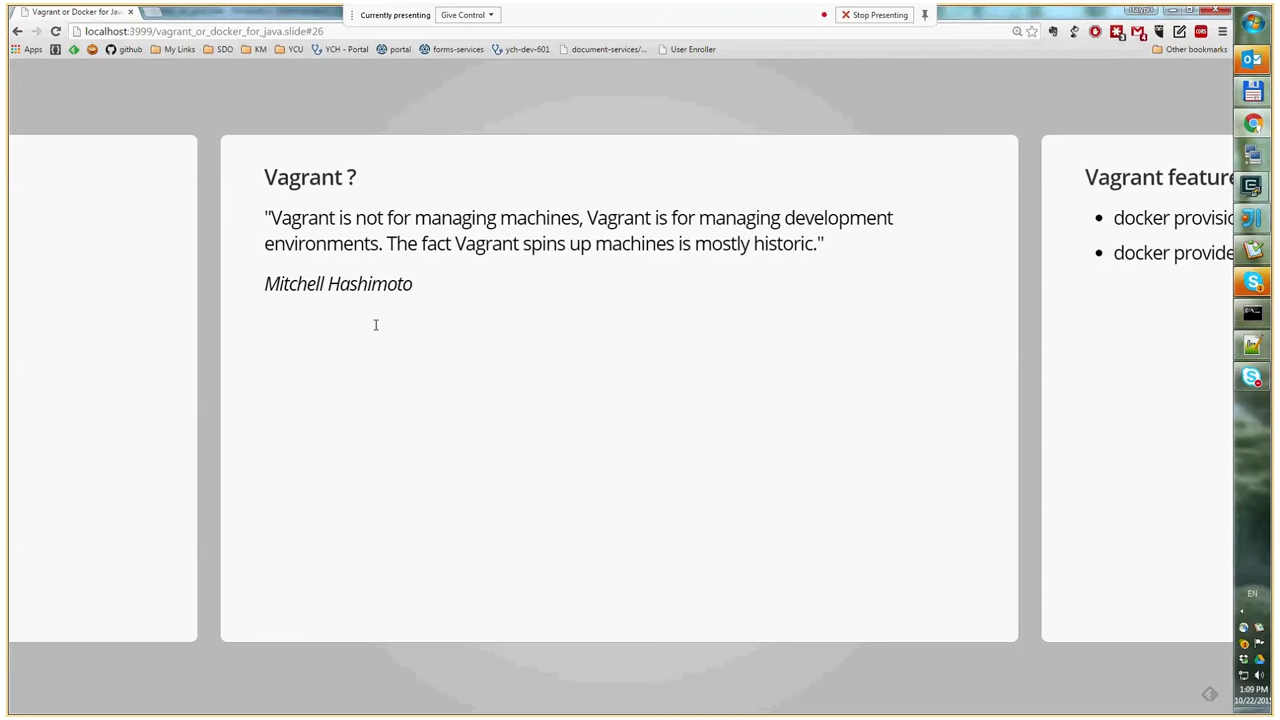 Vagrant or Docker for Jav
Currently presenting
Give Control
Stop Presenting
localhost:3999/vagrant_or_docker_for_java.slide#26
Apps
github
My Links
SDO
KM
YCU
YCH - Portal
portal
forms-services
ych-dev-601
document-services/...
User Enroller
Other bookmarks
Vagrant ?
"Vagrant is not for managing machines, Vagrant is for managing development
environments. The fact Vagrant spins up machines is mostly historic."
Mitchell Hashimoto
Vagrant feature
docker provisio
docker provide
EN
1:09 PM
10/22/201